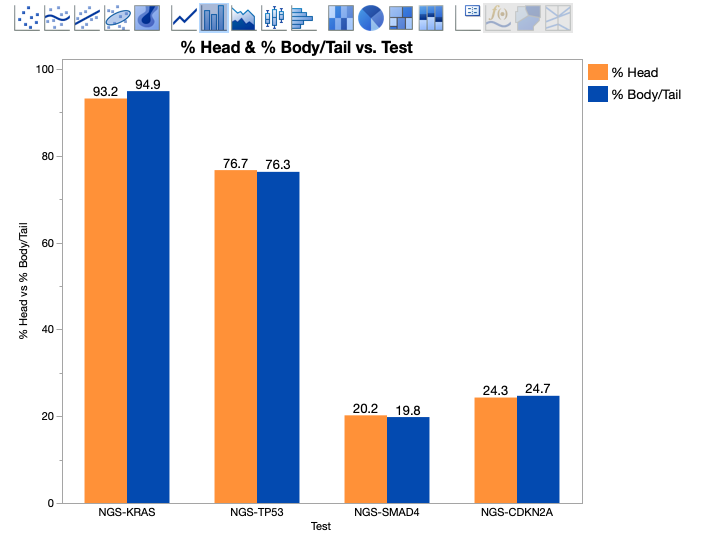 % Head & % Body/Tail vs. Test
% Head
% Body/Tail
100
80
60
40
20
0
% Head vs % Body/Tail
93.2
94.9
76.7
76.3
20.2
19.8
24.3
24.7
NGS-KRAS
NGS-TP53
NGS-SMAD4
NGS-CDKN2A
Test